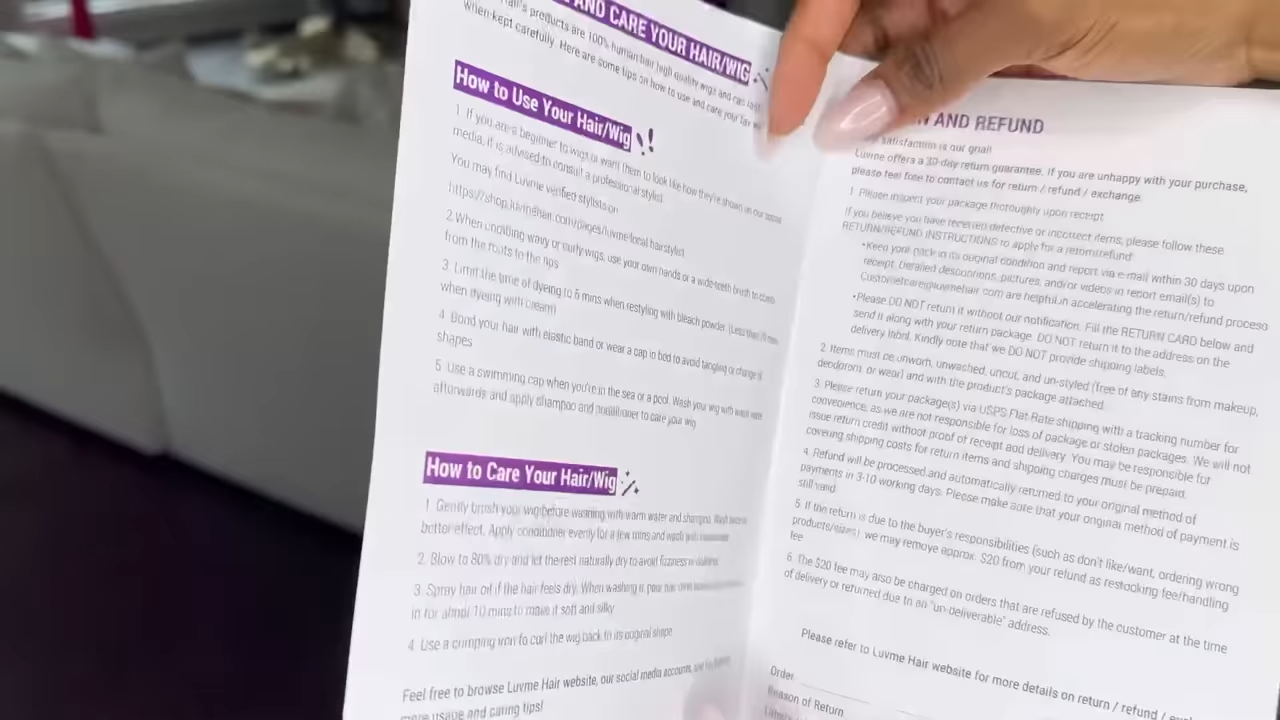 AND CARE YOUR HAIR/WIG
products are 100% human hair high quality wigs and can last
when kept carefully. Here are some tips on how to use and care your fav
How to Use Your Hair/Wig
1. If you are a beginner to wigs or want them to look like how they're shown on our social
media, it is advised to consult a professional stylist.
You may find Luvme verified stylists on
https://shop.luvmehair.com/pages/luvme-local-hairstylist
2.When uncoiling wavy or curly wigs, use your own hands or a wide-teeth brush to comb
from the roots to the tips
3. Limit the time of dyeing to 5 mins when restyling with bleach powder. (Less than
when dyeing with cream)
4. Bond your hair with elastic band or wear a cap in bed to avoid tangling or change of
shapes
5. Use a swimming cap when you're in the sea or a pool. Wash your wig with
afterwards and apply shampoo and conditioner to care your wig
How to Care Your Hair/Wig
1. Gently brush your wig before washing with warm water and shampoo.
better effect. Apply conditioner evenly for a few mins and wash
2. Blow to 80% dry and let the rest naturally dry to avoid frizziness
3. Spray hair oil if the hair feels dry. When washing it, pour hair
in for about 10 mins to make it soft and silky
4. Use a crimping iron to curl the wig back to its original shape
Feel free to browse Luvme Hair website, our social media accounts,
more usage and caring tips!
AND REFUND
satisfaction is our goal!
Luvme offers a 30-day return guarantee. If you are unhappy with your purchase,
please feel free to contact us for return / refund / exchange.
1. Please inspect your package thoroughly upon receipt
If you believe you have received defective or incorrect items, please follow these
RETURN/REFUND INSTRUCTIONS to apply for a return/refund:
•Keep your pack in its original condition and report via e-mail within 30 days upon
receipt. Detailed descriptions, pictures, and/or videos in report email(s) to
Customercare@luvmehair.com are helpful in accelerating the return/refund process
•Please DO NOT return it without our notification. Fill the RETURN CARD below and
send it along with your return package. DO NOT return it to the address on the
delivery label. Kindly note that we DO NOT provide shipping labels.
2. Items must be unworn, unwashed, uncut, and un-styled (free of any stains from makeup,
deodorant, or wear) and with the product's package attached.
3. Please return your package(s) via USPS Flat Rate shipping with a tracking number for
convenience, as we are not responsible for loss of package or stolen packages. We will not
issue return credit without proof of receipt and delivery. You may be responsible for
covering shipping costs for return items and shipping charges must be prepaid.
4. Refund will be processed and automatically returned to your original method of
payments in 3-10 working days. Please make sure that your original method of payment is
still valid.
5. If the return is due to the buyer's responsibilities (such as don't like/want, ordering wrong
products/sizes), we may remove approx. $20 from your refund as restocking fee/handling
fee
6. The $20 fee may also be charged on orders that are refused by the customer at the time
of delivery or returned due to an "un-deliverable" address.
Please refer to Luvme Hair website for more details on return / refund /
Order
Reason of Return